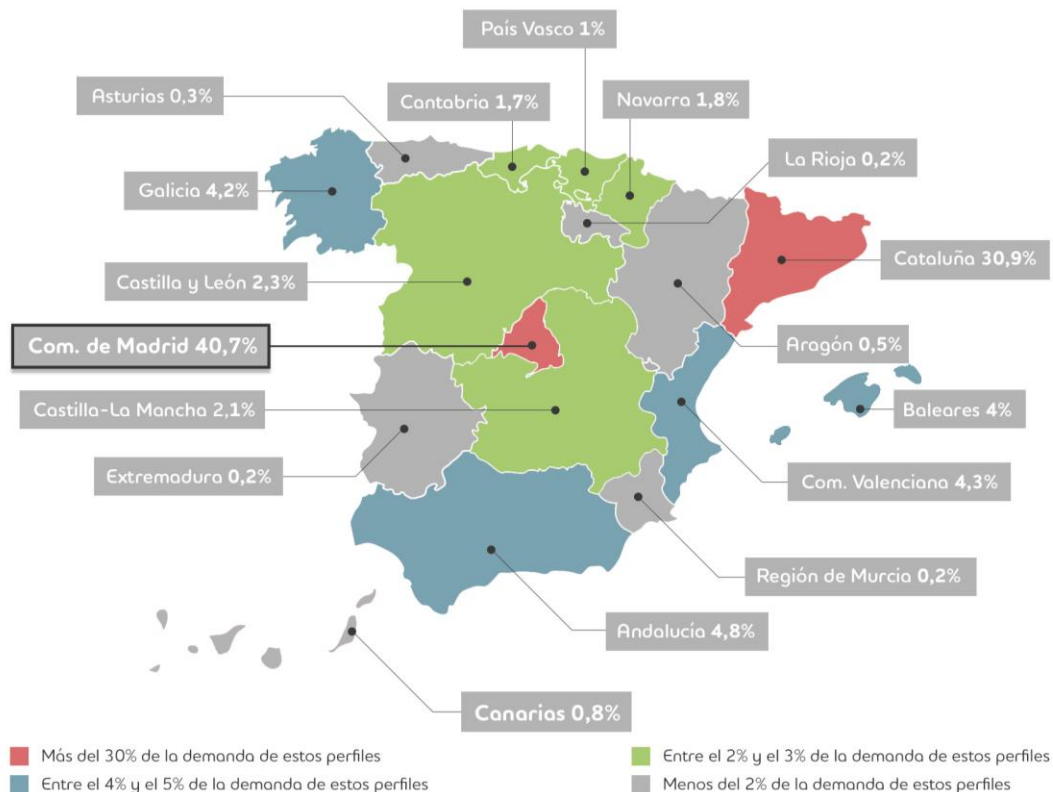 País Vasco 1%
Asturias 0,3%
Cantabria 1,7%
Navarra 1,8%
La Rioja 0,2%
Galicia 4,2%
Cataluña 30,9%
Castilla y León 2,3%
Com. de Madrid 40,7%
Aragón 0,5%
Castilla-La Mancha 2,1%
Baleares 4%
Extremadura 0,2%
Com. Valenciana 4,3%
Región de Murcia 0,2%
Andalucía 4,8%
Canarias 0,8%
Más del 30% de la demanda de estos perfiles
Entre el 4% y el 5% de la demanda de estos perfiles
Entre el 2% y el 3% de la demanda de estos perfiles
Menos del 2% de la demanda de estos perfiles